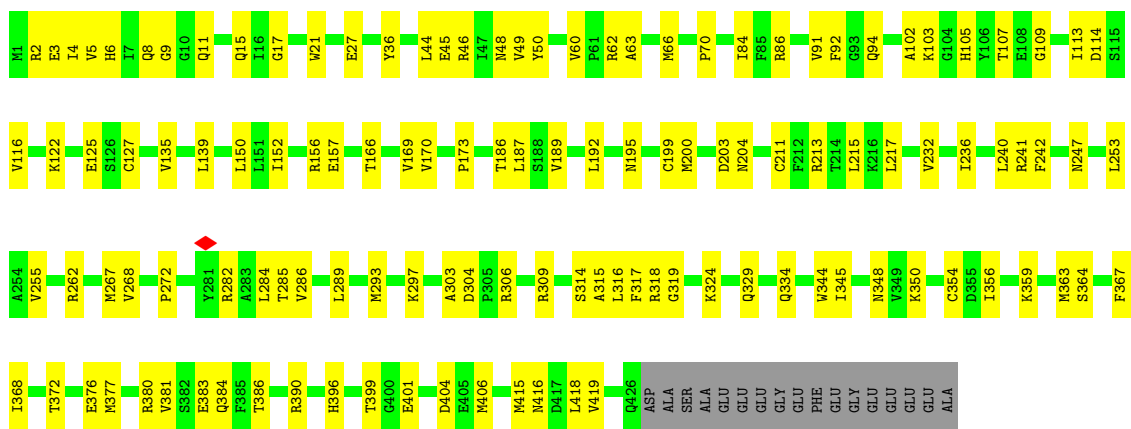 M1 R2 E3 I4 V5 H6 I7 Q8 G9 G10 Q11 Q15 I16 G17 W21 E27 Y36 L44 E45 R46 I47 N48 V49 Y50 V60 P61 R62 A63 M66 P70 I84 F85 R86 V91 F92 G93 Q94 A102 K103 G104 H105 Y106 T107 E108 G109 I113 D114 S115
V116 K122 E125 S126 C127 V135 L139 L150 L151 I152 R156 E157 T166 V169 V170 P173 T186 L187 S188 V189 L192 N195 C199 M200 D203 N204 C211 F212 R213 T214 L215 K216 L217 V232 I236 L240 R241 F242 N247 L253
A254 V255 R262 M267 V268 P272 Y281 R282 A283 L284 T285 V286 L289 M293 K297 A303 D304 P305 R306 R309 S314 A315 L316 F317 R318 G319 K324 Q329 Q334 W344 I345 N348 V349 K350 C354 D355 I356 K359 M363 S364 F367
I368 T372 E376 M377 R380 V381 S382 E383 Q384 F385 T386 R390 H396 T399 G400 E401 D404 E405 M406 M415 N416 D417 L418 V419 Q426 ASP ALA SER ALA GLU GLU GLU GLY GLU PHE GLU GLY GLU GLU GLU GLU ALA